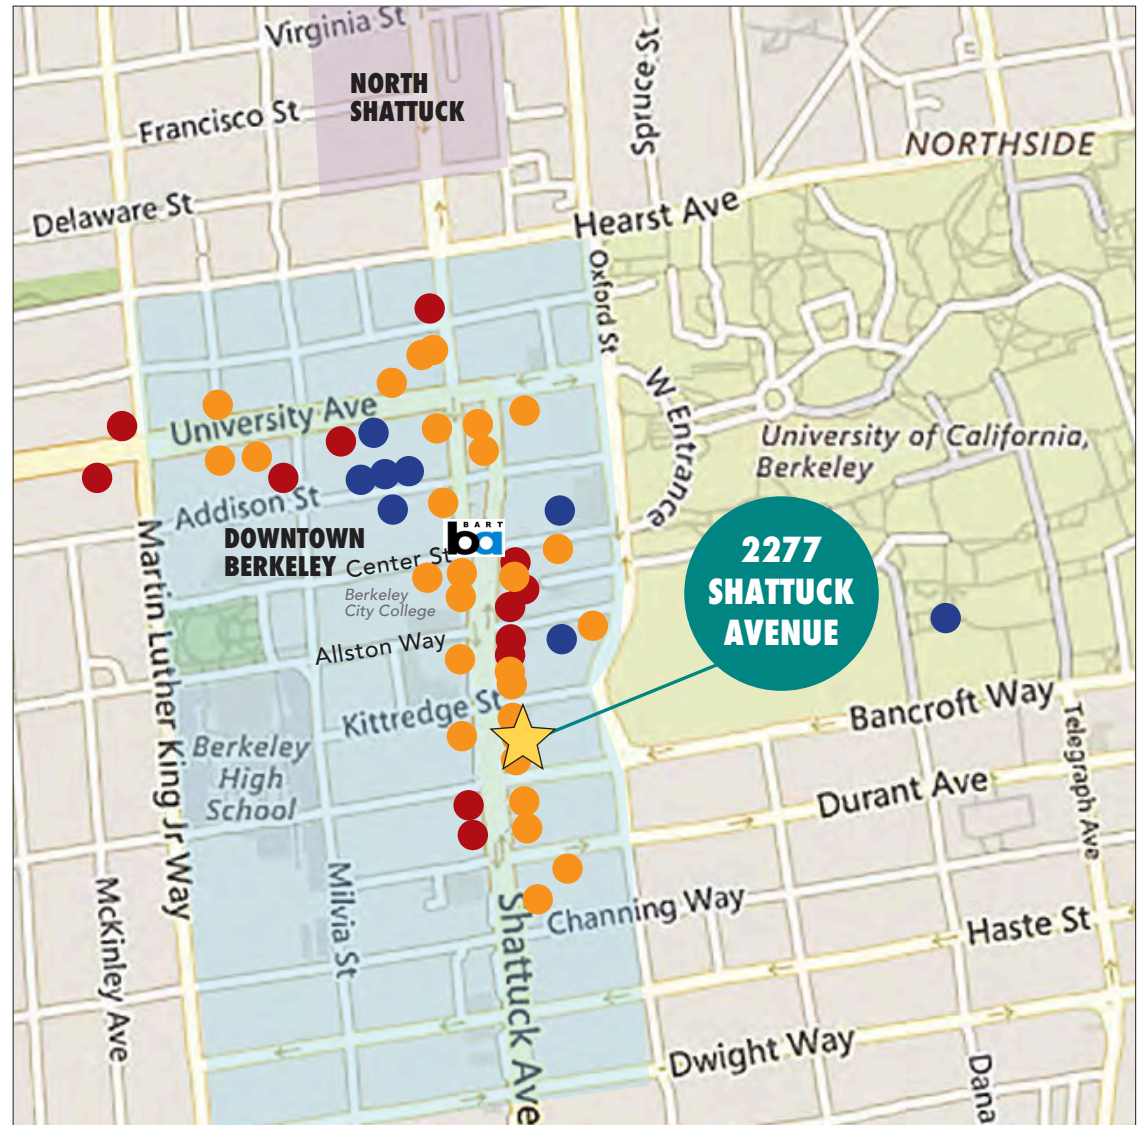 Virginia St
NORTH
SHATTUCK
Francisco St
Spruce St
NORTHSIDE
Delaware St
Hearst Ave
Oxford St
W Entrance
University Ave
University of California,
Berkeley
Addison St
DOWNTOWN
BERKELEY
BART
ba
Center St
Berkeley
City College
2277
SHATTUCK
AVENUE
Martin Luther King Jr Way
Allston Way
Kittredge St
Bancroft Way
Telegraph Ave
Berkeley
High
School
Durant Ave
McKinley Ave
Milvia St
Shattuck Ave
Channing Way
Haste St
Dwight Way
Dana